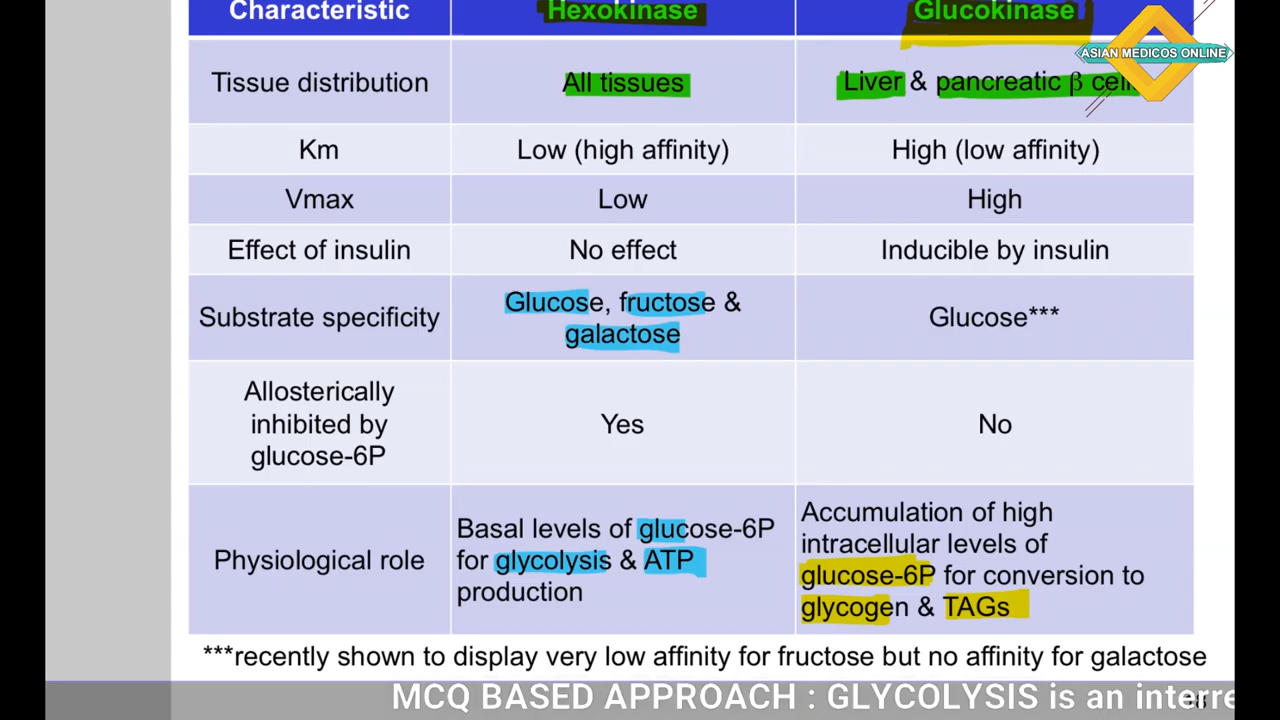 Characteristic Hexokinase Glucokinase
ASIAN MEDICOS ONLINE
Tissue distribution All tissues Liver & pancreatic β cell
Km Low (high affinity) High (low affinity)
Vmax Low High
Effect of insulin No effect Inducible by insulin
Substrate specificity Glucose, fructose & Glucose***
galactose
Allosterically
inhibited by Yes No
glucose-6P
Physiological role
Basal levels of glucose-6P
for glycolysis & ATP
production
Accumulation of high
intracellular levels of
glucose-6P for conversion to
glycogen & TAGs
***recently shown to display very low affinity for fructose but no affinity for galactose
MCQ BASED APPROACH : GLYCOLYSIS is an interre